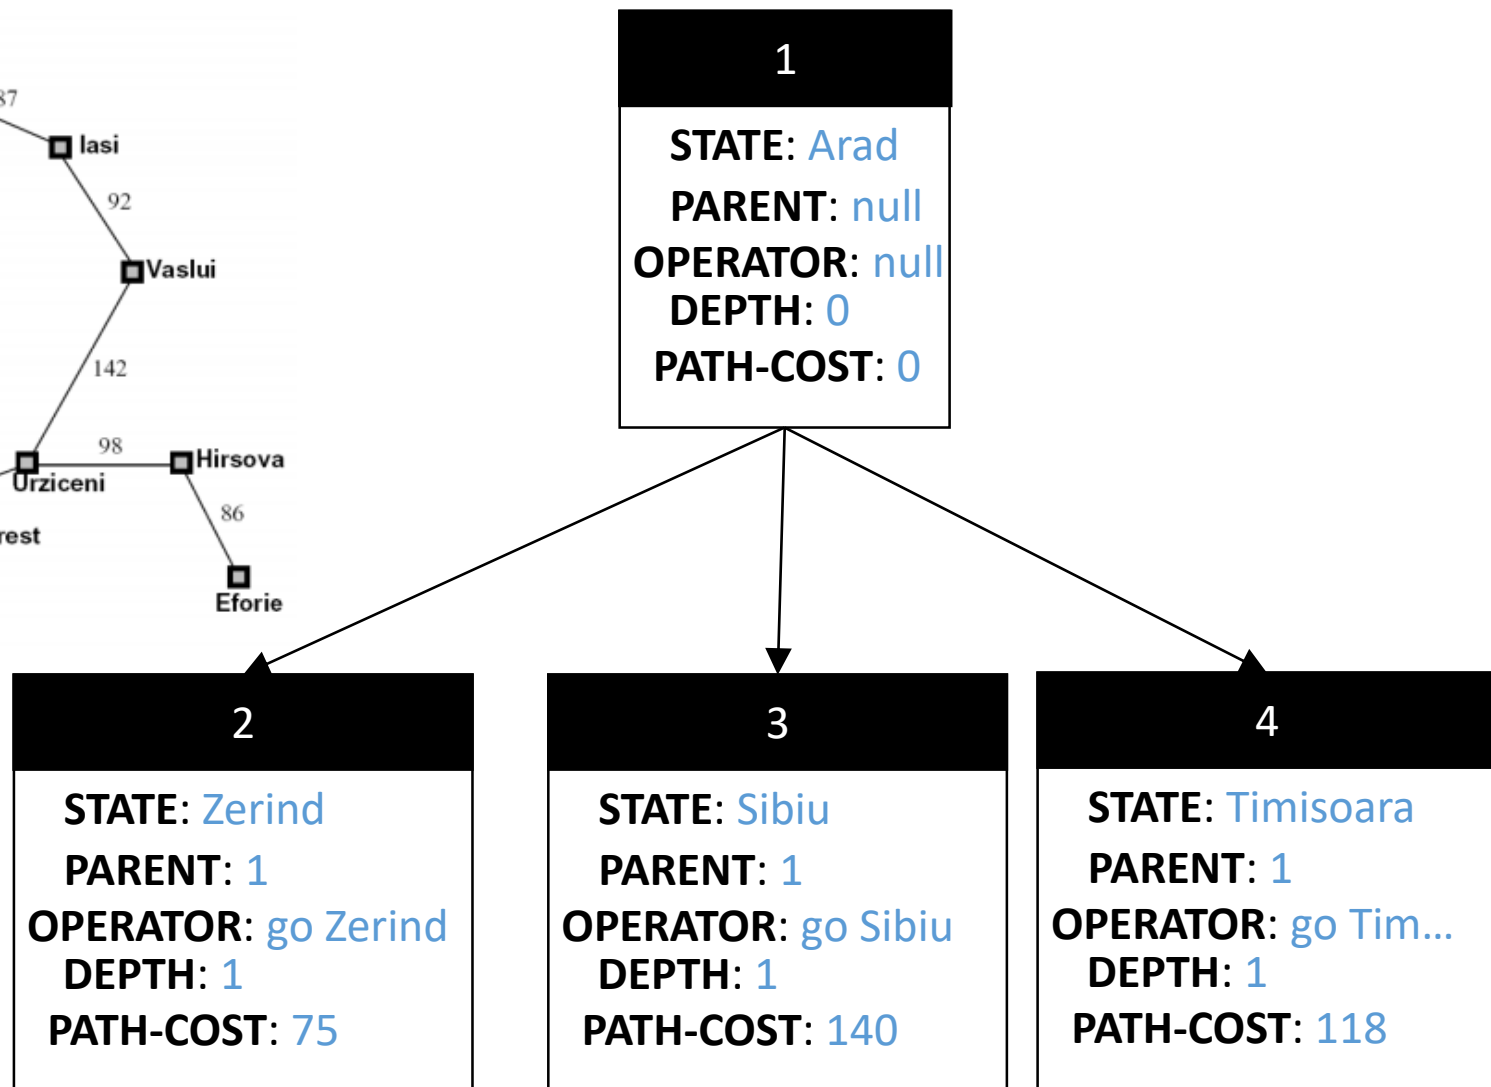 87
Iasi
92
Vaslui
142
98
Hirsova
Urziceni
86
rest
Eforie
1
STATE: Arad
PARENT: null
OPERATOR: null
DEPTH: 0
PATH-COST: 0
2
STATE: Zerind
PARENT: 1
OPERATOR: go Zerind
DEPTH: 1
PATH-COST: 75
3
STATE: Sibiu
PARENT: 1
OPERATOR: go Sibiu
DEPTH: 1
PATH-COST: 140
4
STATE: Timisoara
PARENT: 1
OPERATOR: go Tim...
DEPTH: 1
PATH-COST: 118